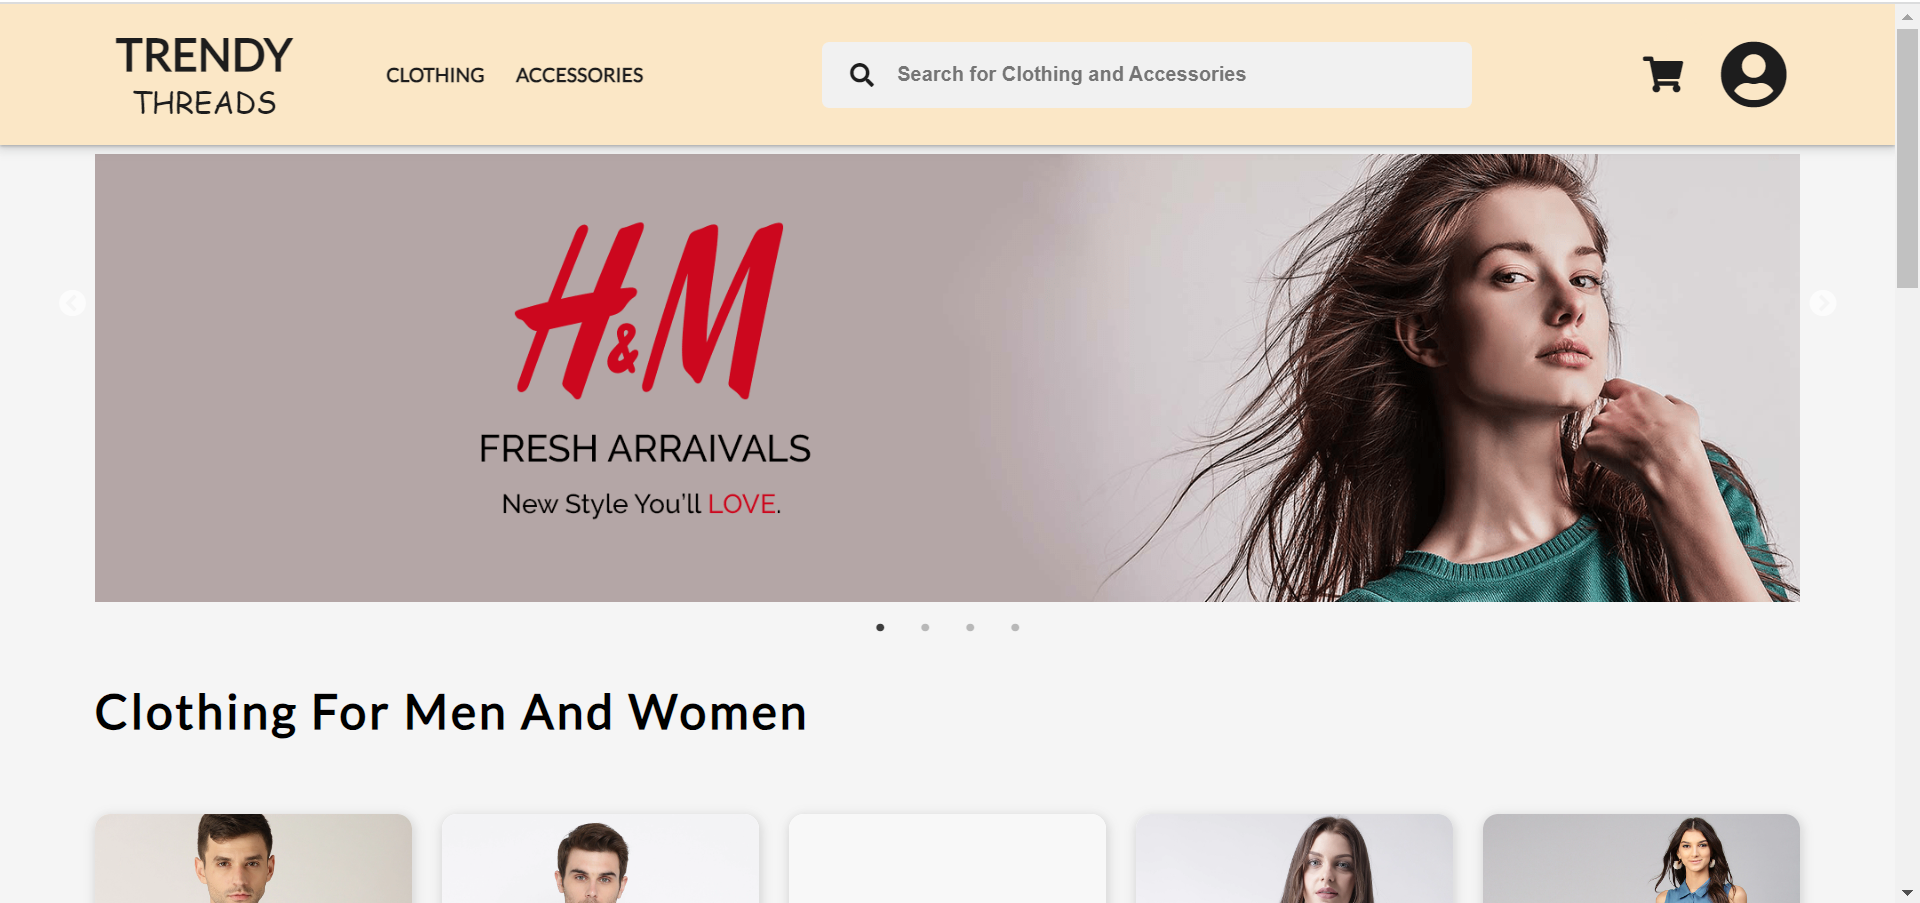 TRENDY
THREADS
CLOTHING
ACCESSORIES
Search for Clothing and Accessories
H&M
FRESH ARRAIVALS
New Style You'll LOVE.
Clothing For Men And Women